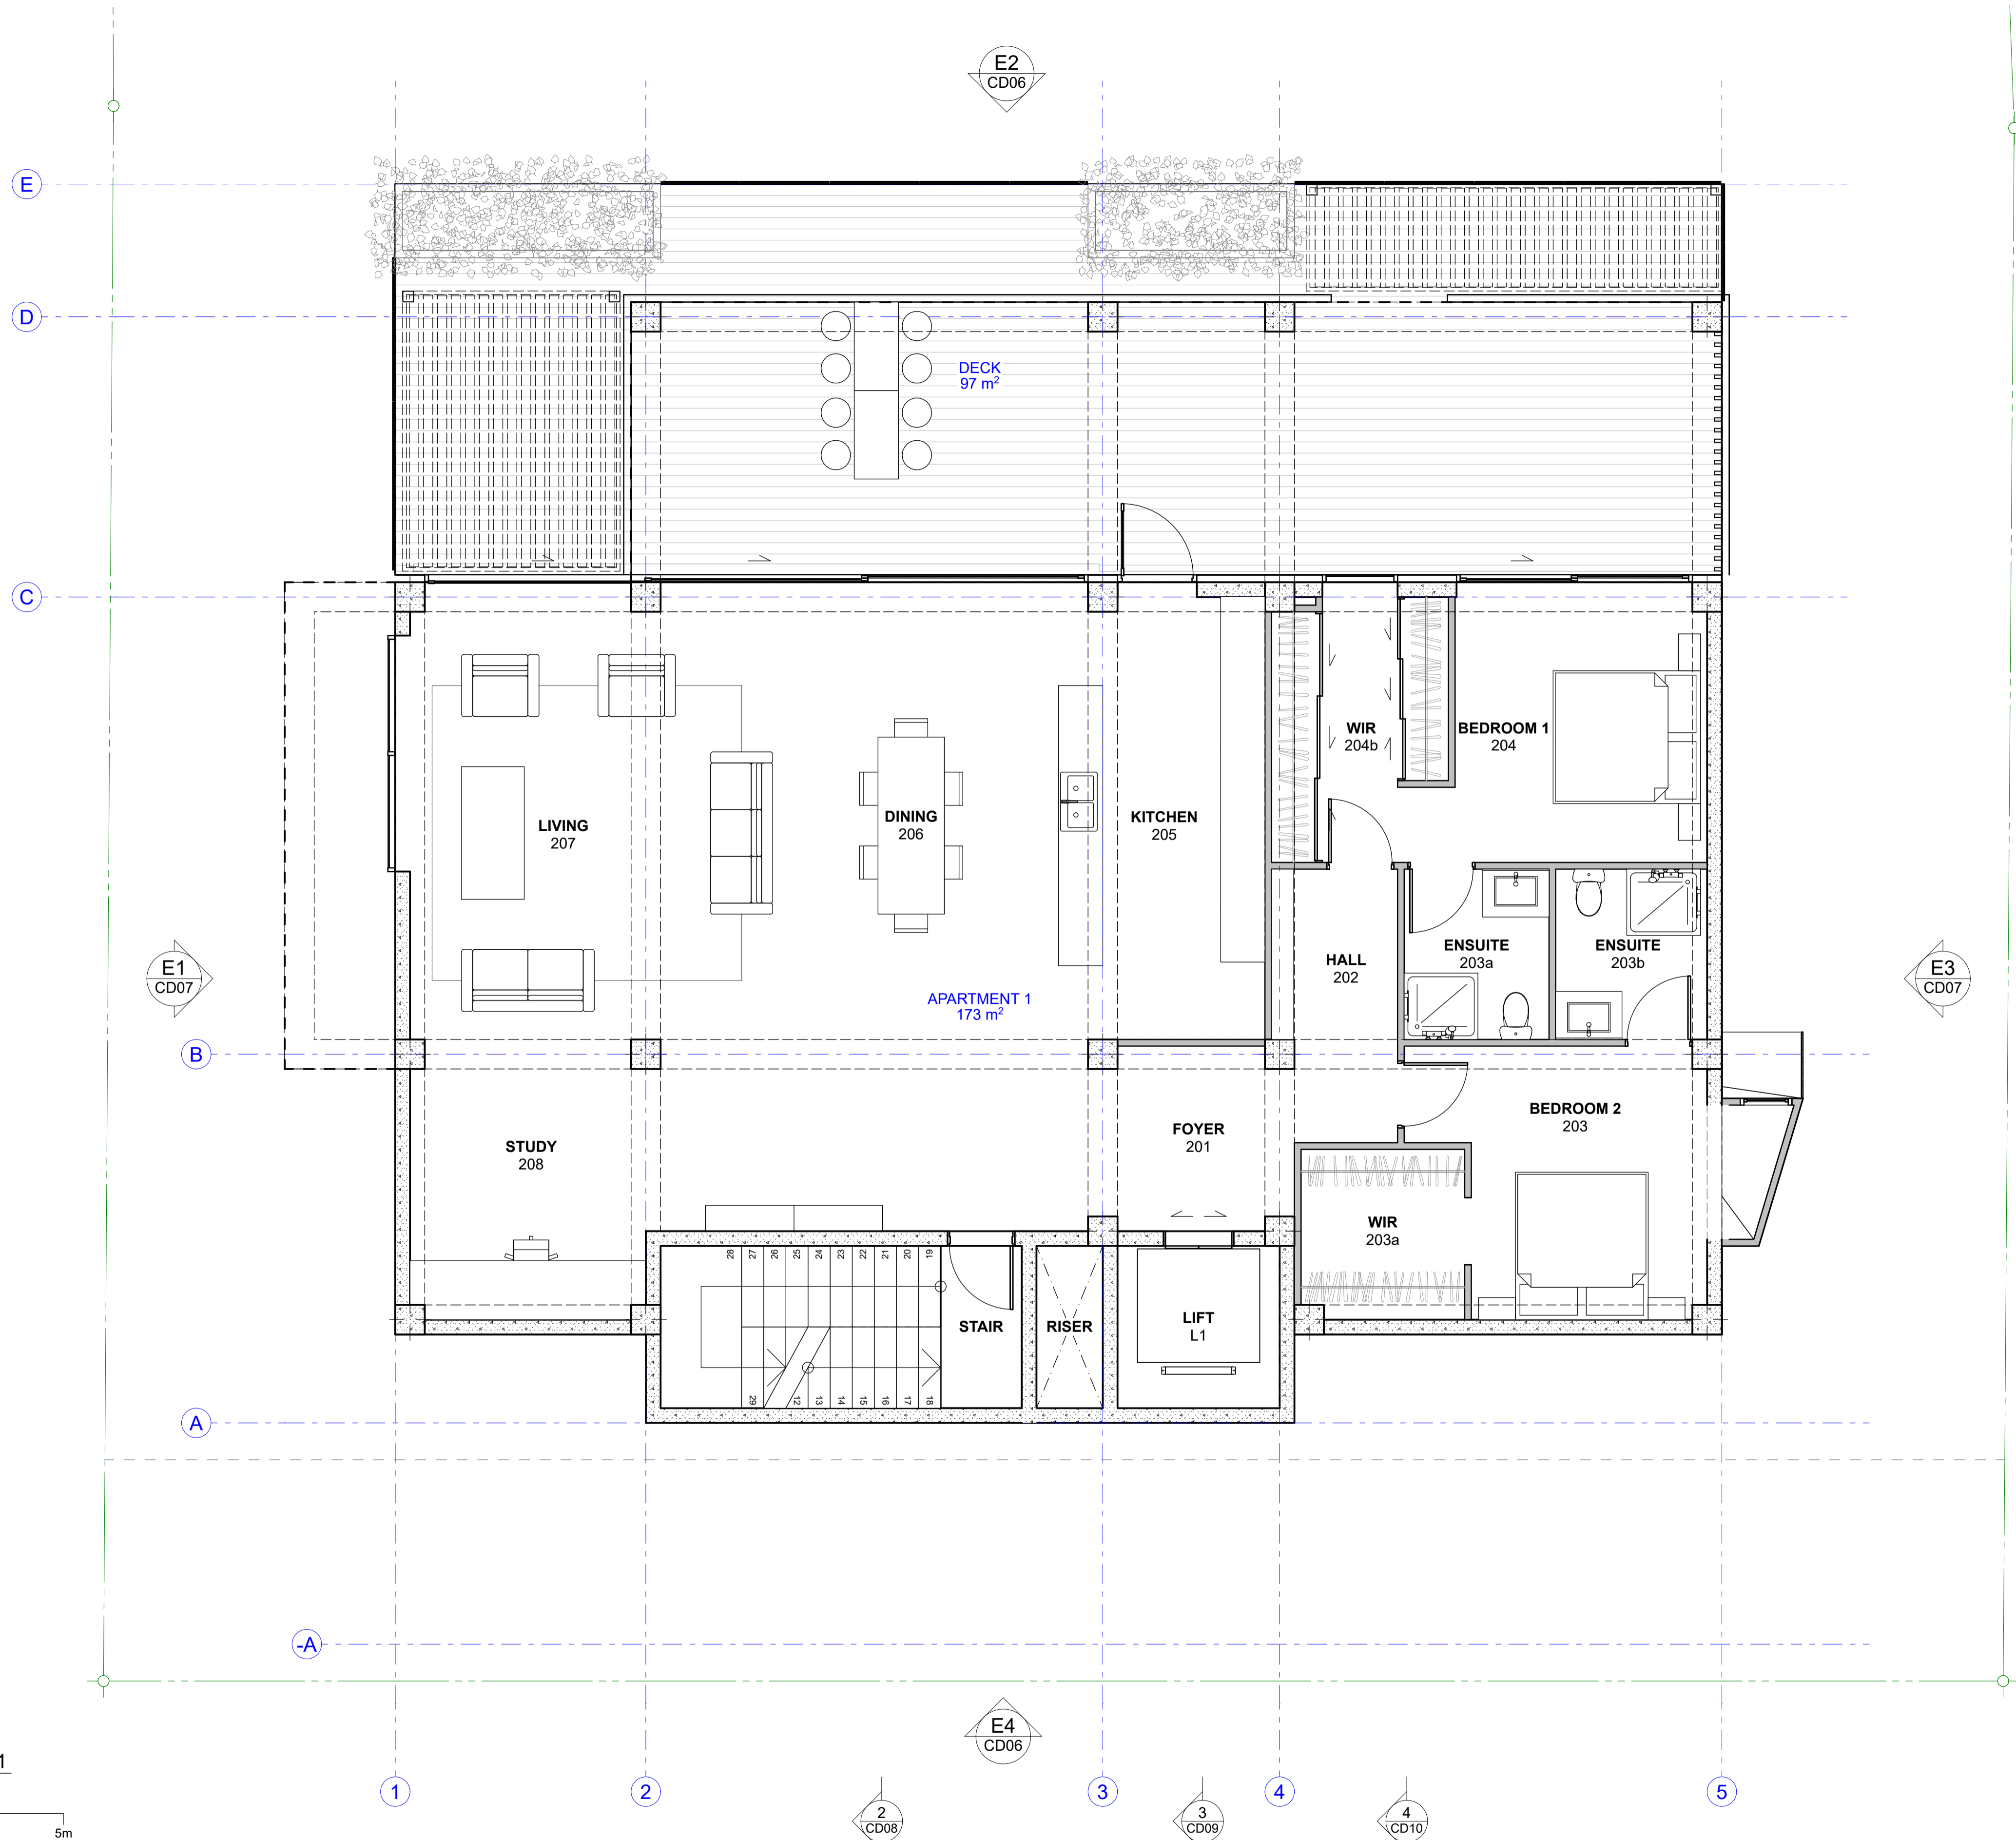 E2
CD06
E
D
DECK
97 m²
C
WIR
204b
BEDROOM 1
204
LIVING
207
DINING
206
KITCHEN
205
ENSUITE
203a
ENSUITE
203b
HALL
202
E1
CD07
E3
CD07
APARTMENT 1
173 m²
B
BEDROOM 2
203
FOYER
201
STUDY
208
WIR
203a
28 27 26 25 24 23 22 21 20 19
STAIR
RISER
LIFT
L1
29 12 13 14 15 16 17 18
A
-A
E4
CD06
1
1
2
3
4
5
2
CD08
3
CD09
4
CD10
5m